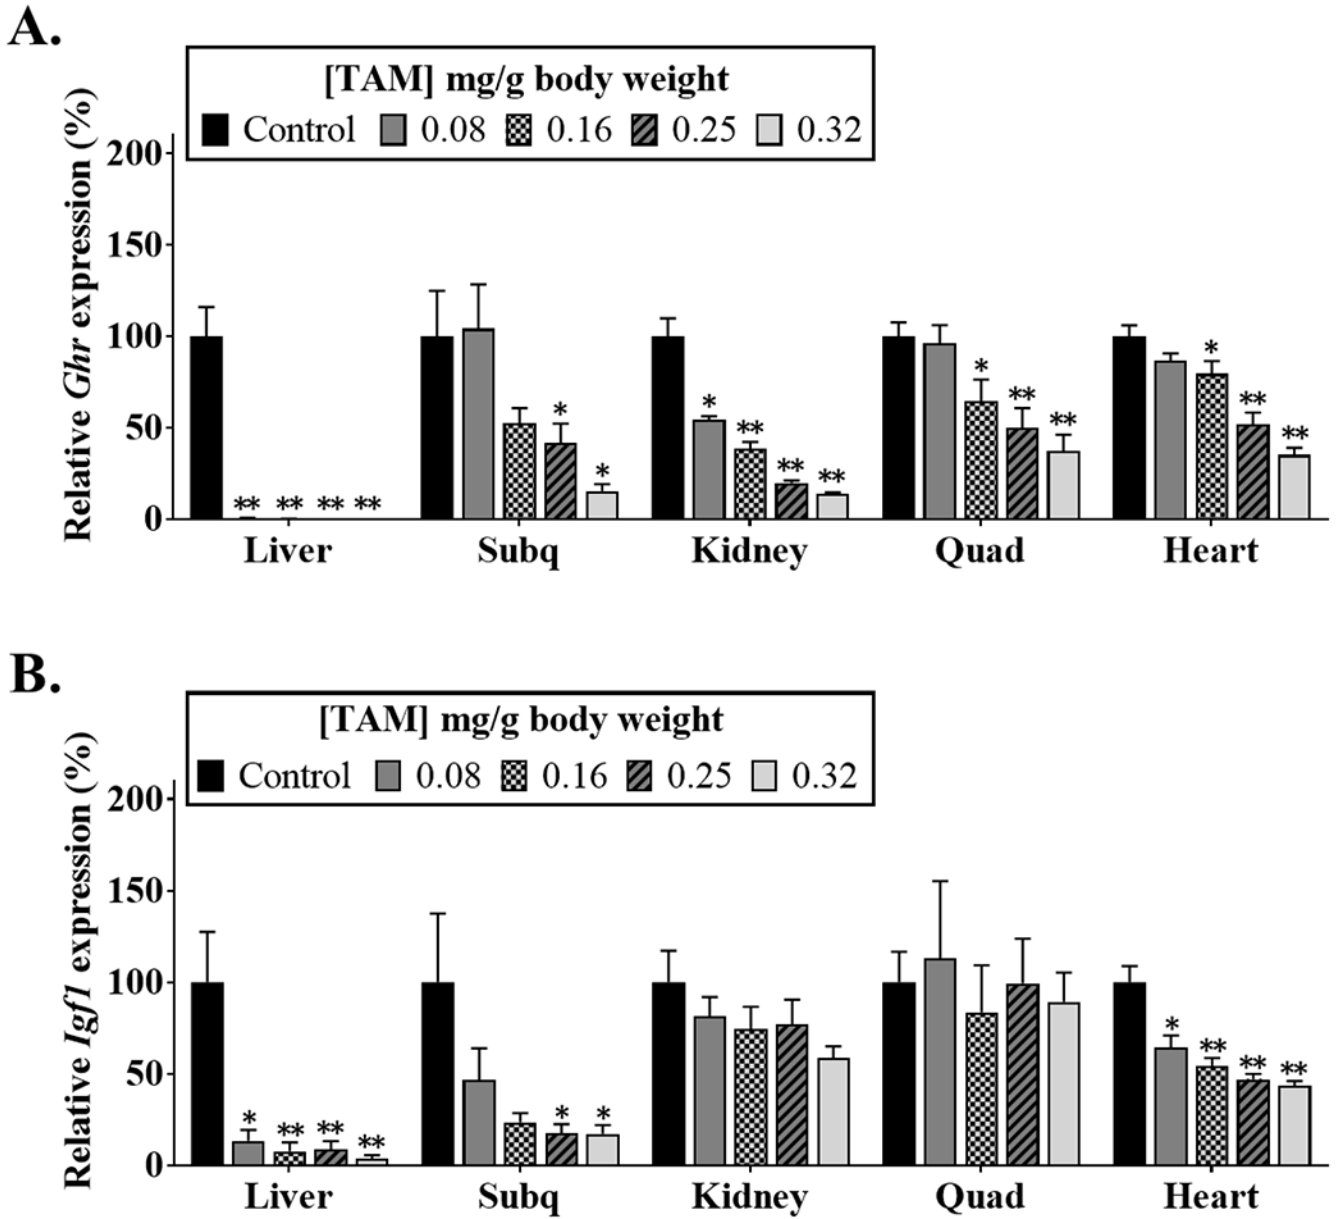 A.
[TAM] mg/g body weight
Control 0.08 0.16 0.25 0.32
Relative Ghr expression (%)
200
150
100
50
0
** ** ** **
* *
* ** ** **
* ** **
* ** **
Liver Subq Kidney Quad Heart
B.
[TAM] mg/g body weight
Control 0.08 0.16 0.25 0.32
Relative Igf1 expression (%)
200
150
100
50
0
* ** ** **
* *
* ** ** **
Liver Subq Kidney Quad Heart